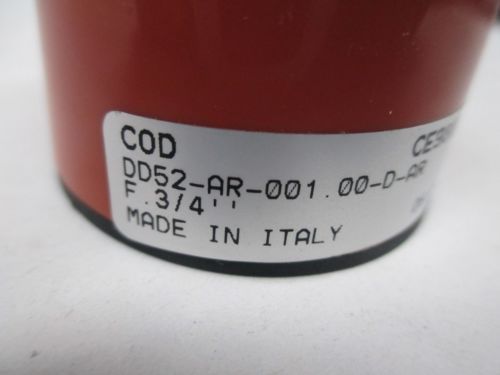 COD
DD52-AR-001.00-D-AR
F.3/4''
MADE IN ITALY